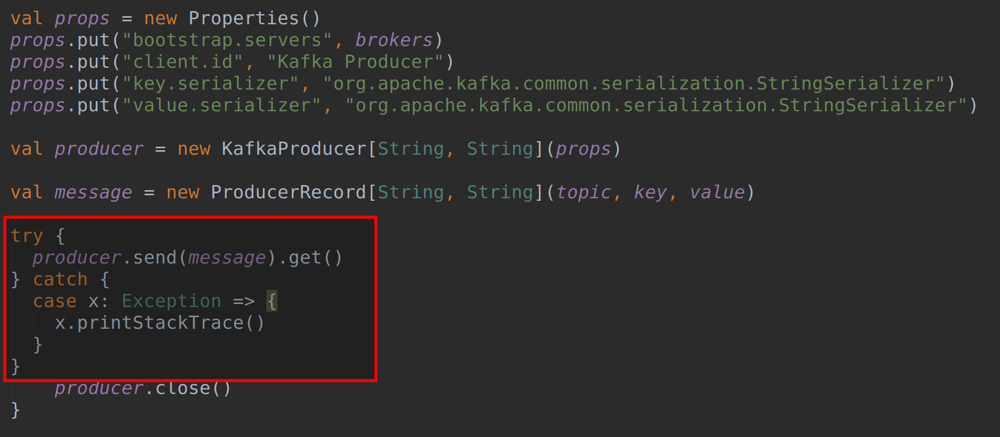 val props = new Properties()
props.put("bootstrap.servers", brokers)
props.put("client.id", "Kafka Producer")
props.put("key.serializer", "org.apache.kafka.common.serialization.StringSerializer")
props.put("value.serializer", "org.apache.kafka.common.serialization.StringSerializer")
val producer = new KafkaProducer[String, String](props)
val message = new ProducerRecord[String, String](topic, key, value)
try {
  producer.send(message).get()
} catch {
  case x: Exception => {
    x.printStackTrace()
  }
}
    producer.close()
}